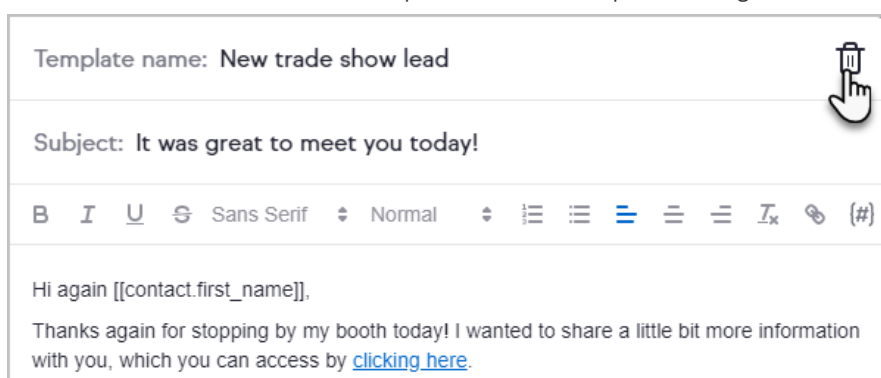 Template name: New trade show lead
Subject: It was great to meet you today!
B I U S Sans Serif Normal T {#}
Hi again [[contact.first_name]],
Thanks again for stopping by my booth today! I wanted to share a little bit more information
with you, which you can access by clicking here.